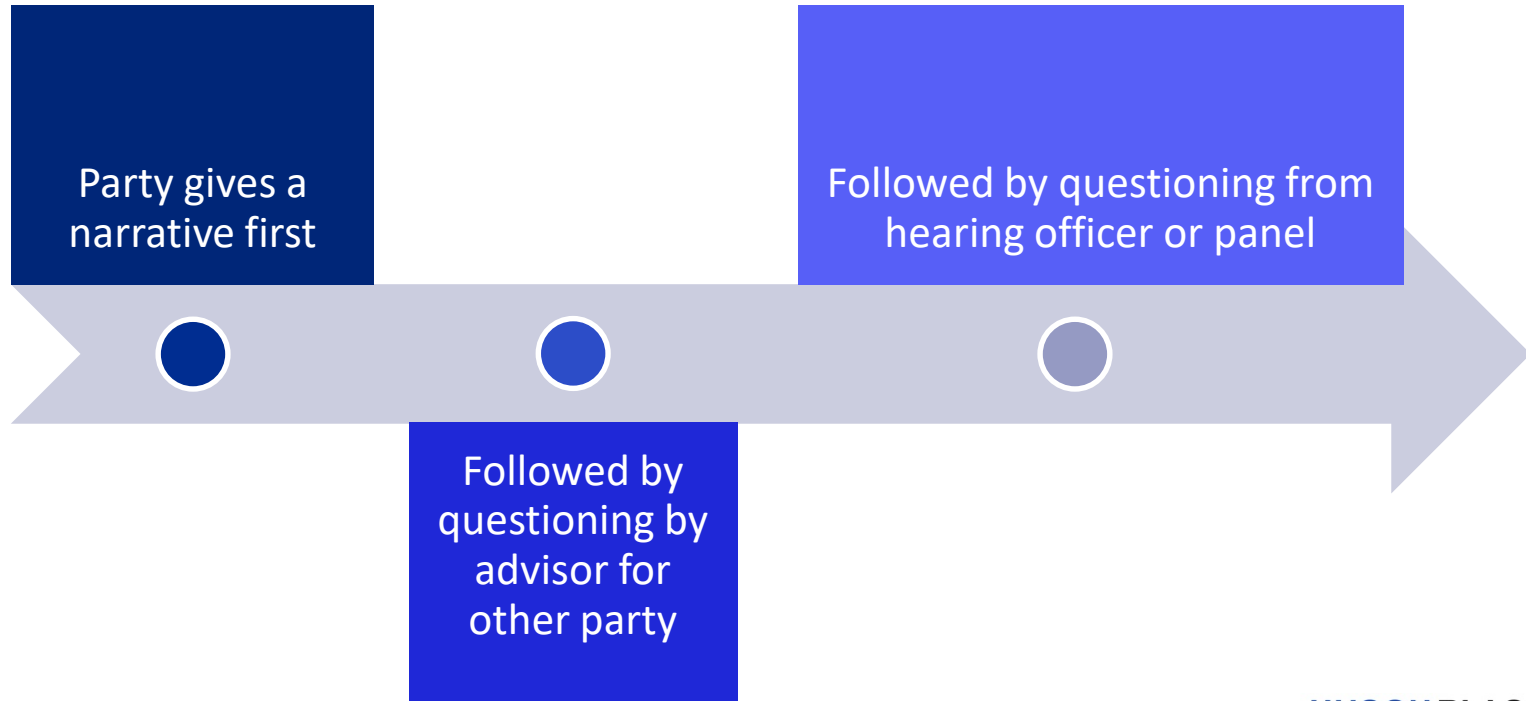 Party gives a
narrative first
Followed by
questioning by
advisor for
other party
Followed by questioning from
hearing officer or panel